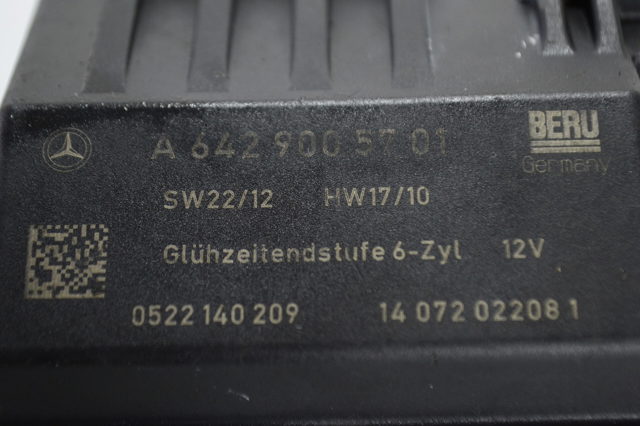 A 642 900 57 01
BERU
Germany
SW22/12 HW17/10
Glühzeitendstufe 6-Zyl 12V
0522 140 209 14 072 02208 1